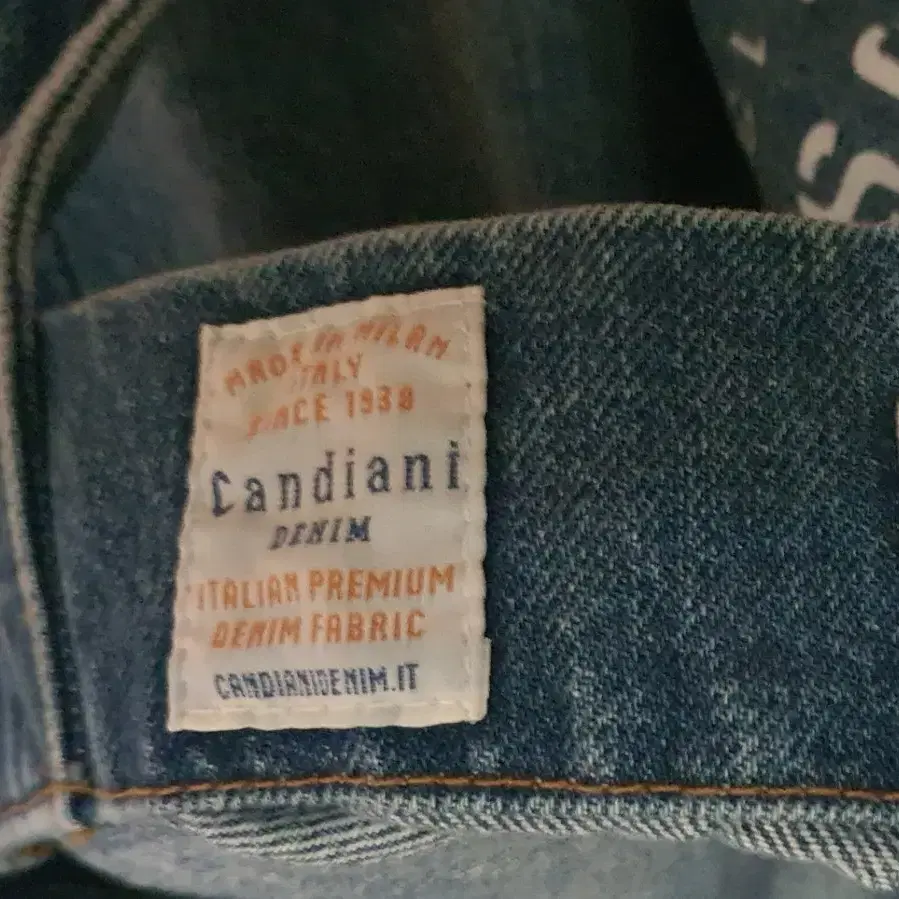 MADE IN MILAN
ITALY
SINCE 1938
Candiani
DENIM
ITALIAN PREMIUM
DENIM FABRIC
CANDIANIDENIM.IT